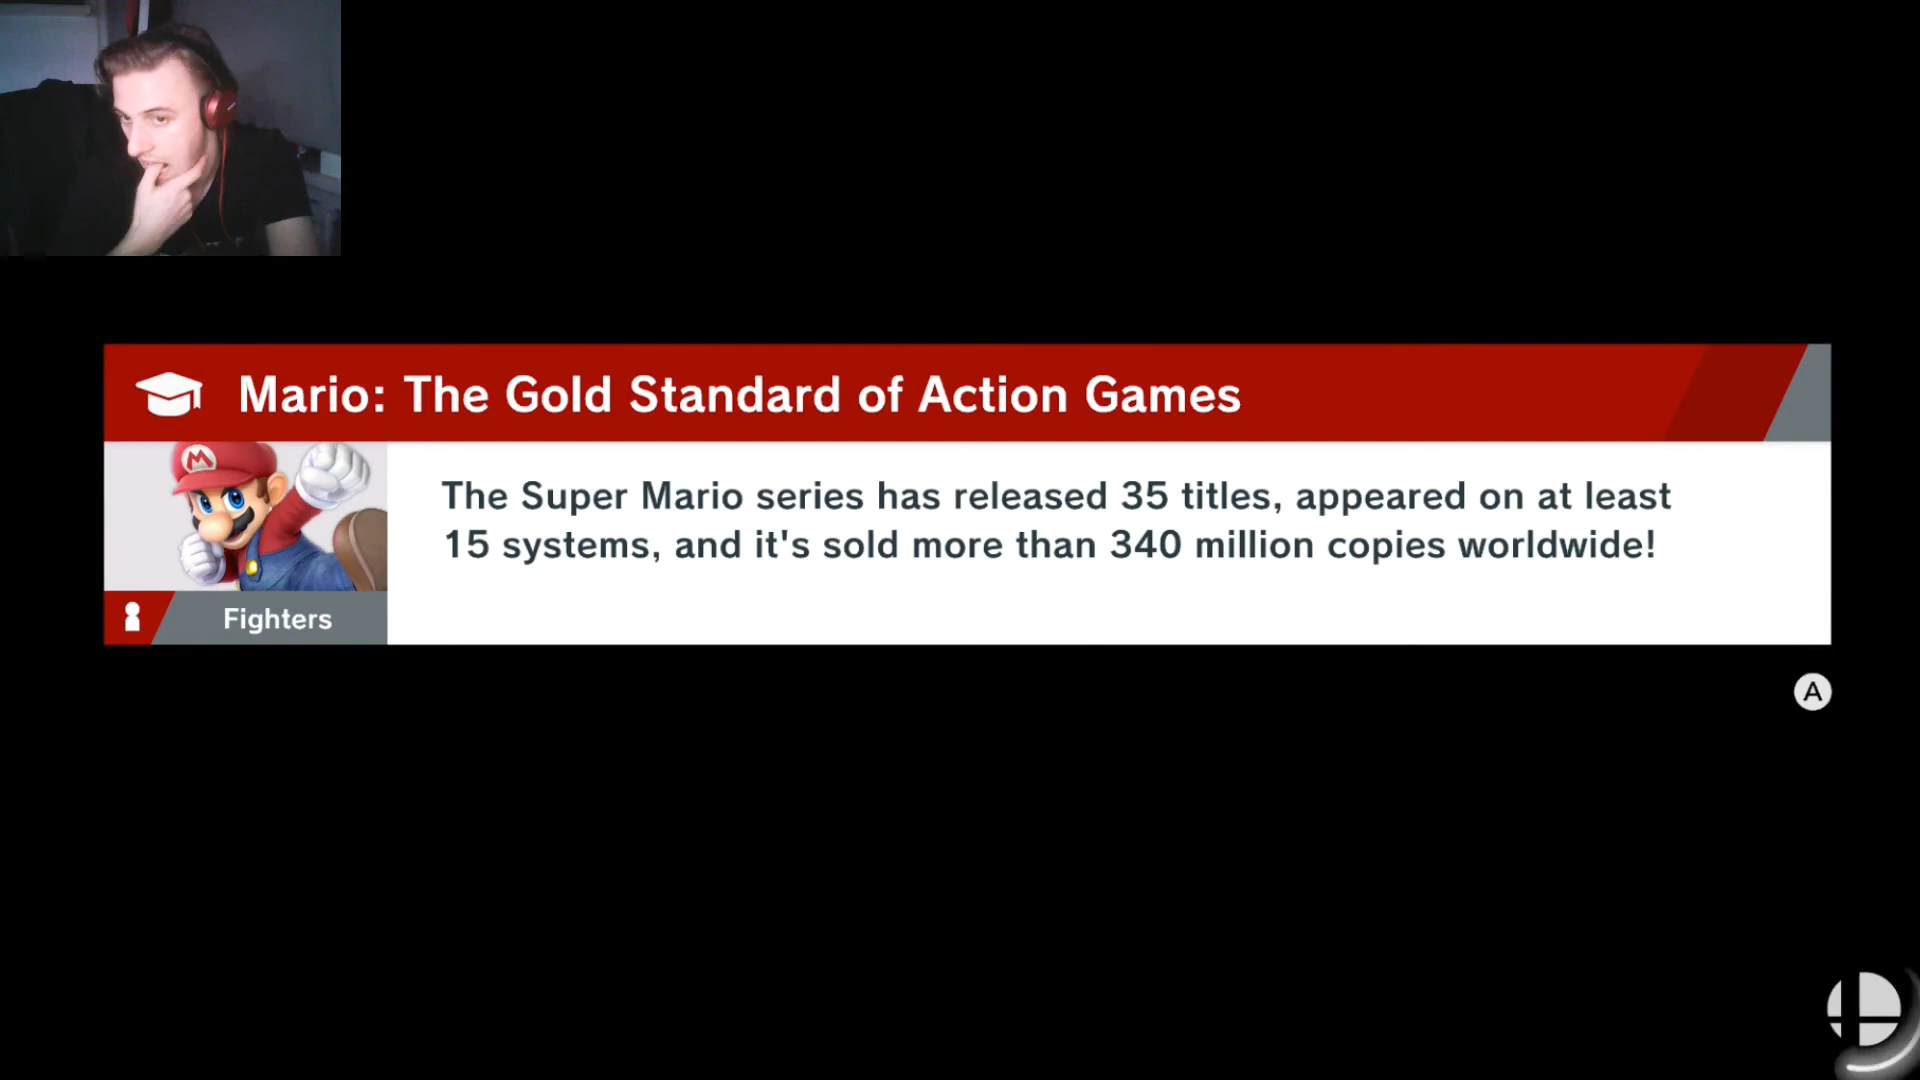 Mario: The Gold Standard of Action Games
The Super Mario series has released 35 titles, appeared on at least
15 systems, and it's sold more than 340 million copies worldwide!
Fighters
A